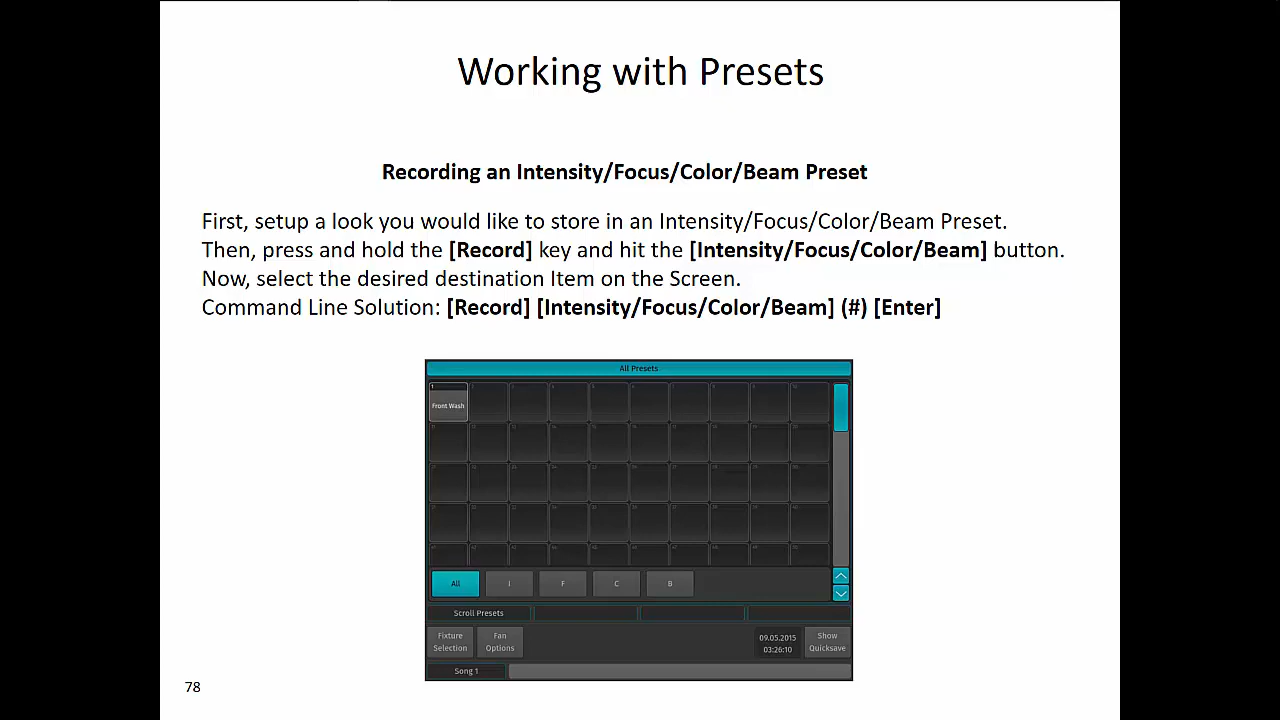 Working with Presets
Recording an Intensity/Focus/Color/Beam Preset
First, setup a look you would like to store in an Intensity/Focus/Color/Beam Preset.
Then, press and hold the [Record] key and hit the [Intensity/Focus/Color/Beam] button.
Now, select the desired destination Item on the Screen.
Command Line Solution: [Record] [Intensity/Focus/Color/Beam] (#) [Enter]
All Presets
1
Front Wash
All I F C B
Scroll Presets
Fixture Selection
Fan Options
09.05.2015
03:26:10
Show Quicksave
Song 1
78